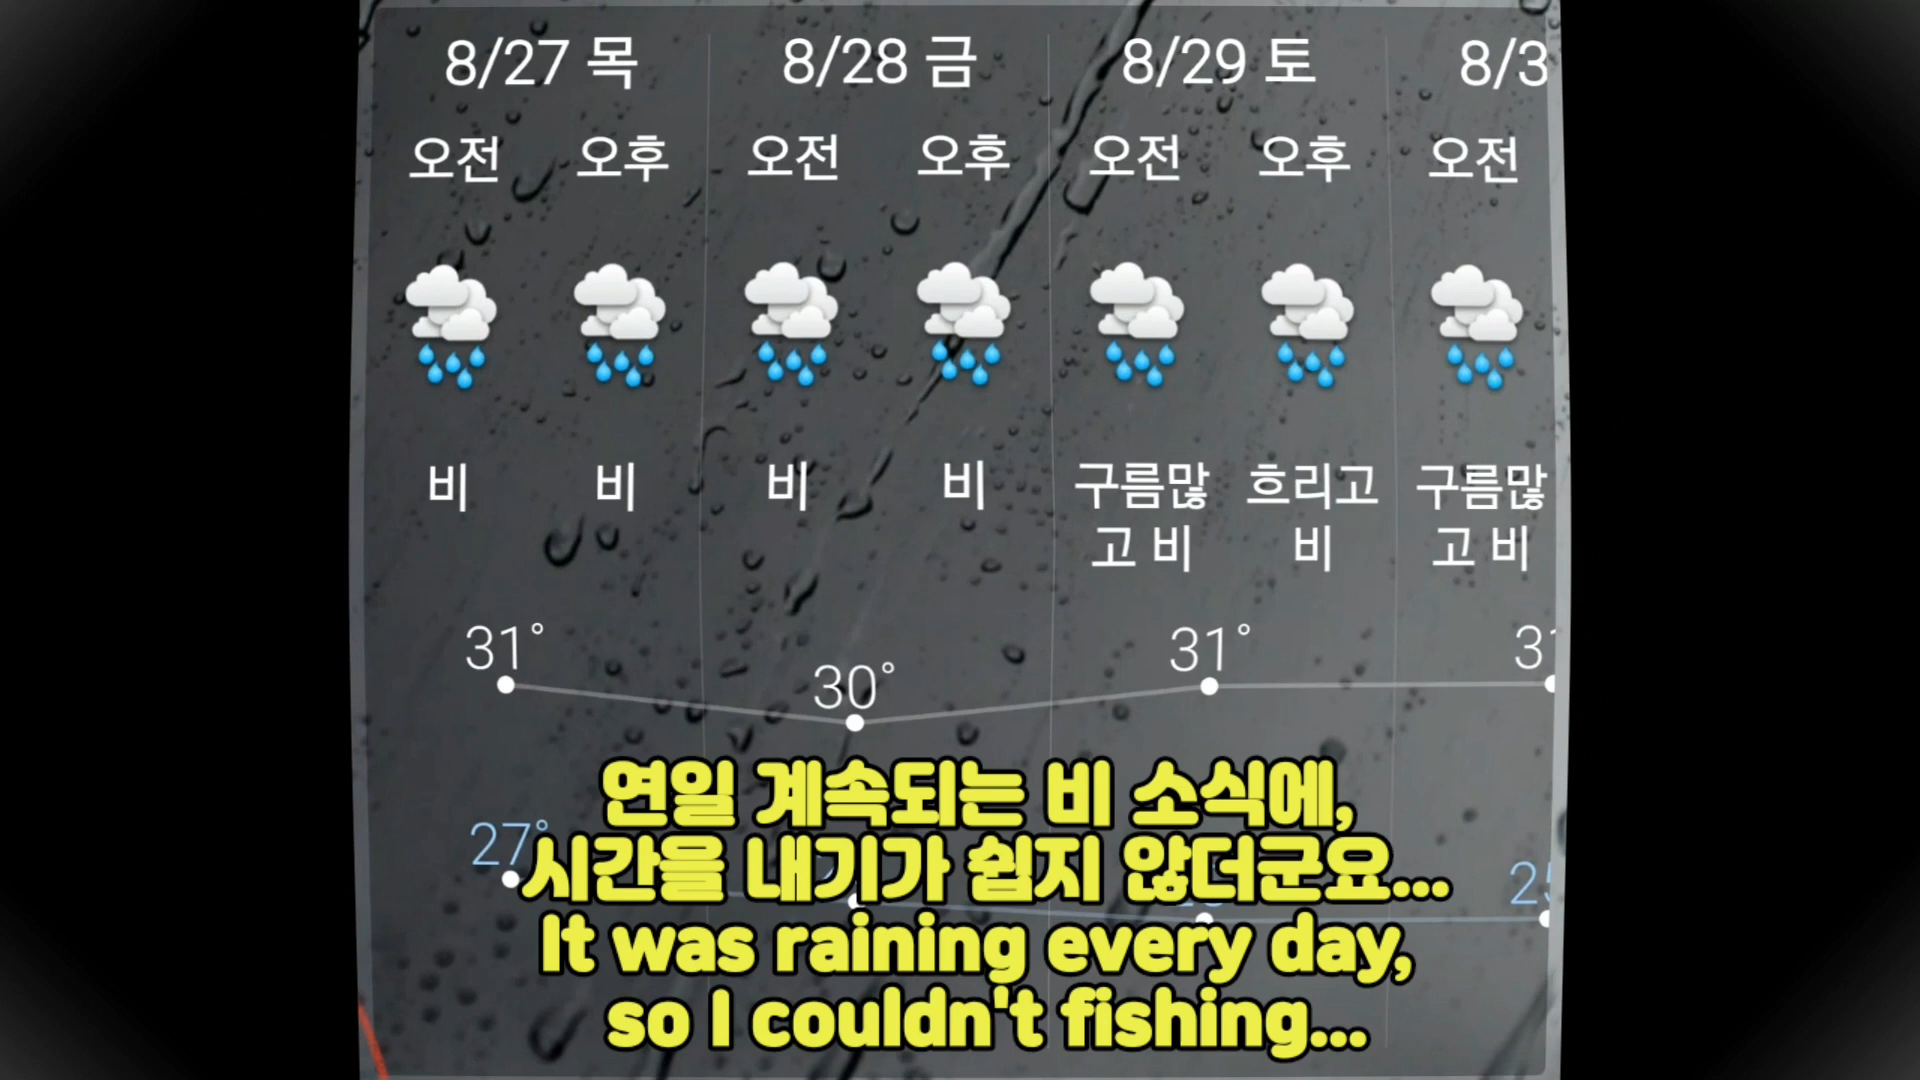 8/27 목 8/28 금 8/29 토 8/3
오전 오후 오전 오후 오전 오후 오전
비 비 비 비 구름많 흐리고 구름많
고 비 비 고 비
31° 30° 31°
27°
연일 계속되는 비 소식에,
시간을 내기가 쉽지 않더군요...
It was raining every day,
so I couldn't fishing...